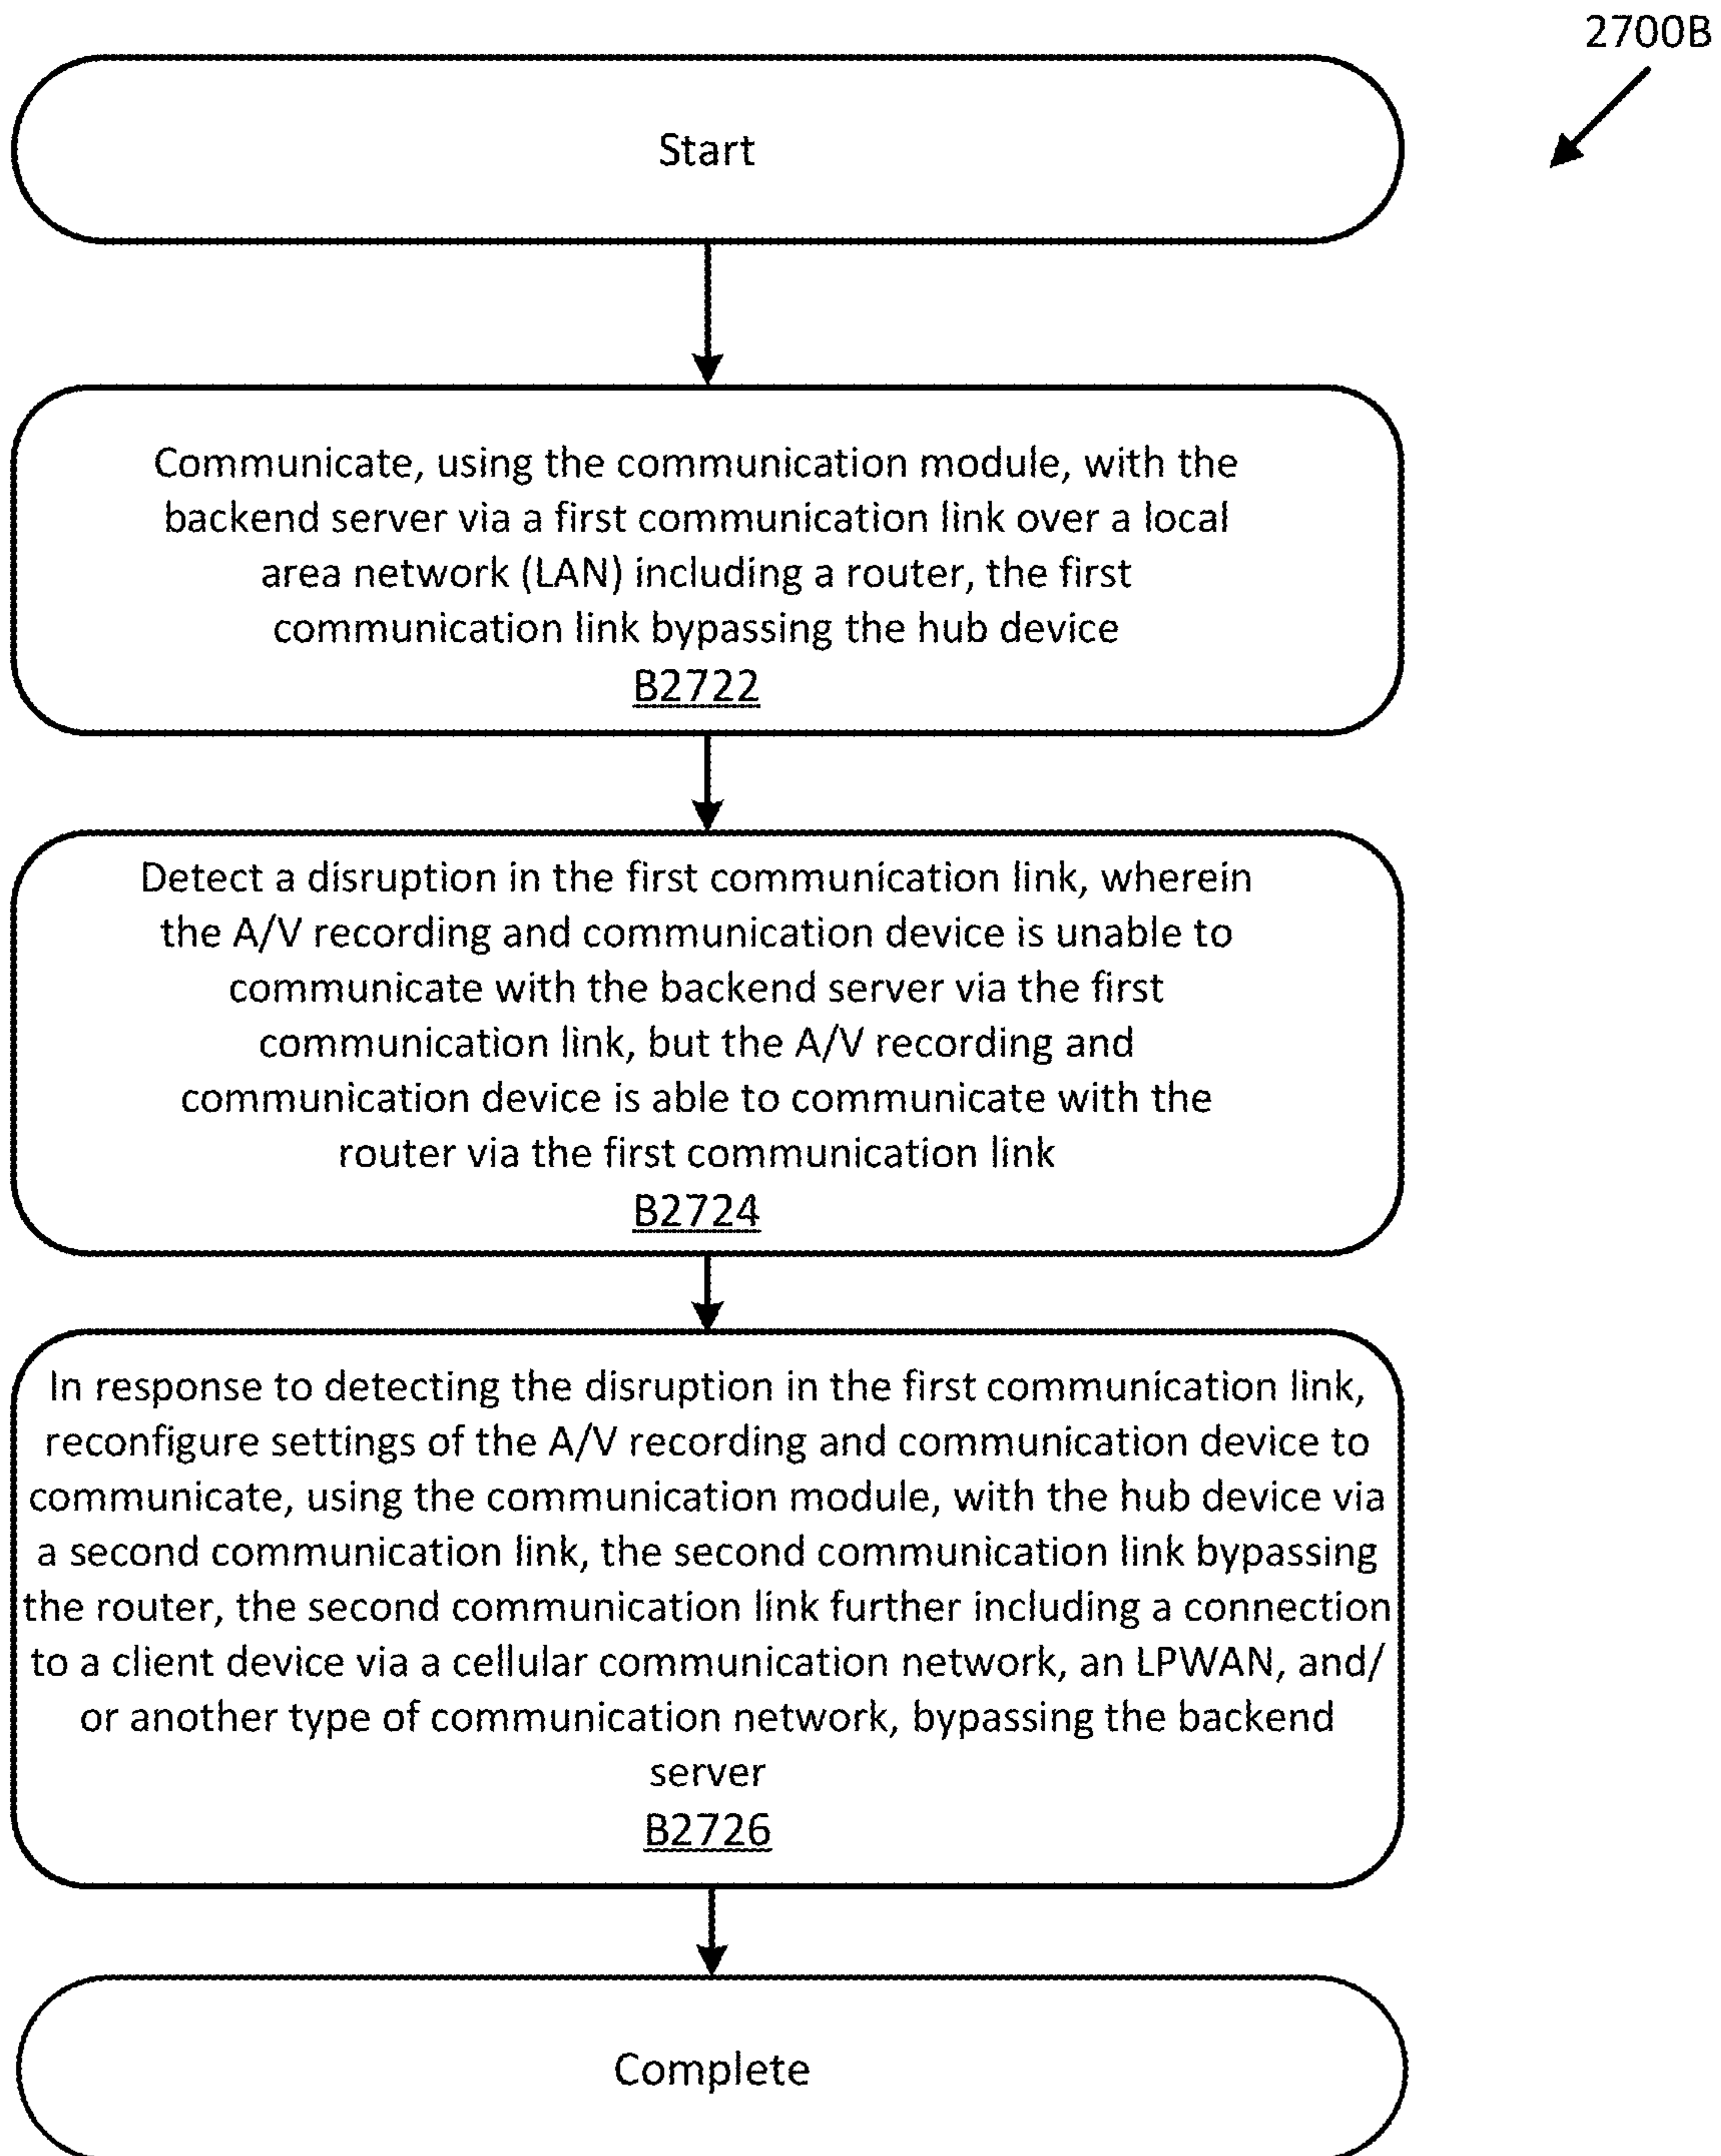 2700B
Start
Communicate, using the communication module, with the
backend server via a first communication link over a local
area network (LAN) including a router, the first
communication link bypassing the hub device
B2722
Detect a disruption in the first communication link, wherein
the A/V recording and communication device is unable to
communicate with the backend server via the first
communication link, but the A/V recording and
communication device is able to communicate with the
router via the first communication link
B2724
In response to detecting the disruption in the first communication link,
reconfigure settings of the A/V recording and communication device to
communicate, using the communication module, with the hub device via
a second communication link, the second communication link bypassing
the router, the second communication link further including a connection
to a client device via a cellular communication network, an LPWAN, and/
or another type of communication network, bypassing the backend
server
B2726
Complete